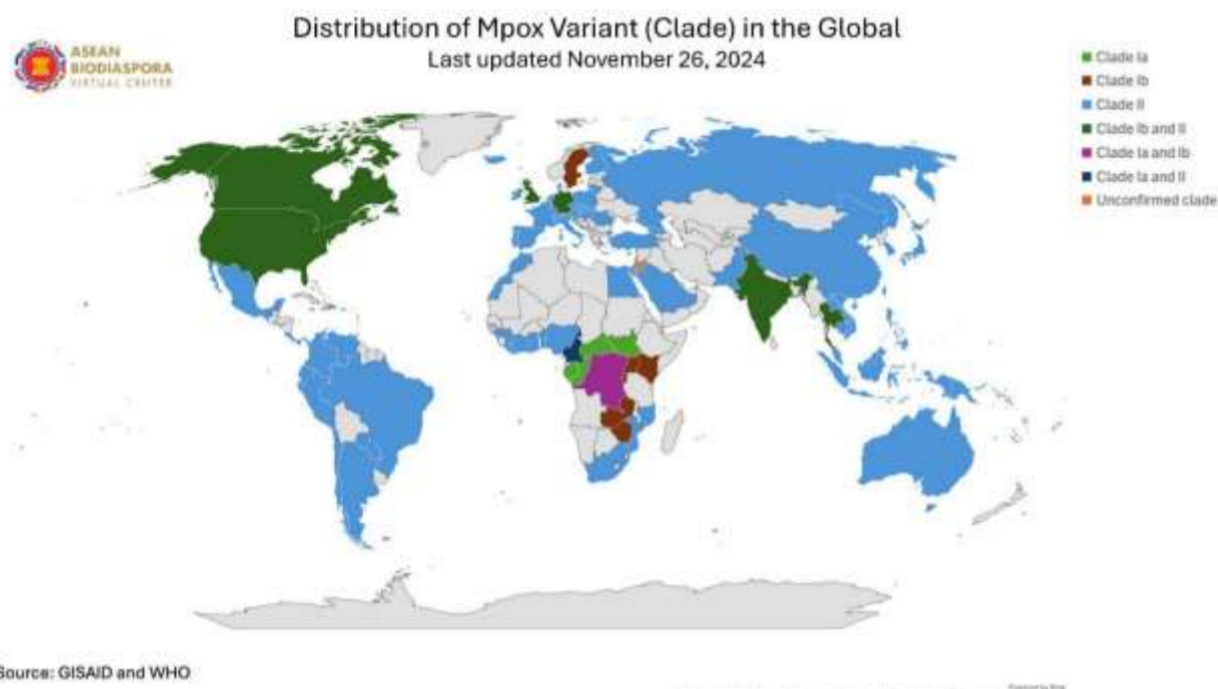 Distribution of Mpox Variant (Clade) in the Global
Last updated November 26, 2024
ASEAN
BIODIASPORA
VIRTUAL CENTER
Clade Ia
Clade Ib
Clade II
Clade Ib and II
Clade Ia and Ib
Clade Ia and II
Unconfirmed clade
Source: GISAID and WHO